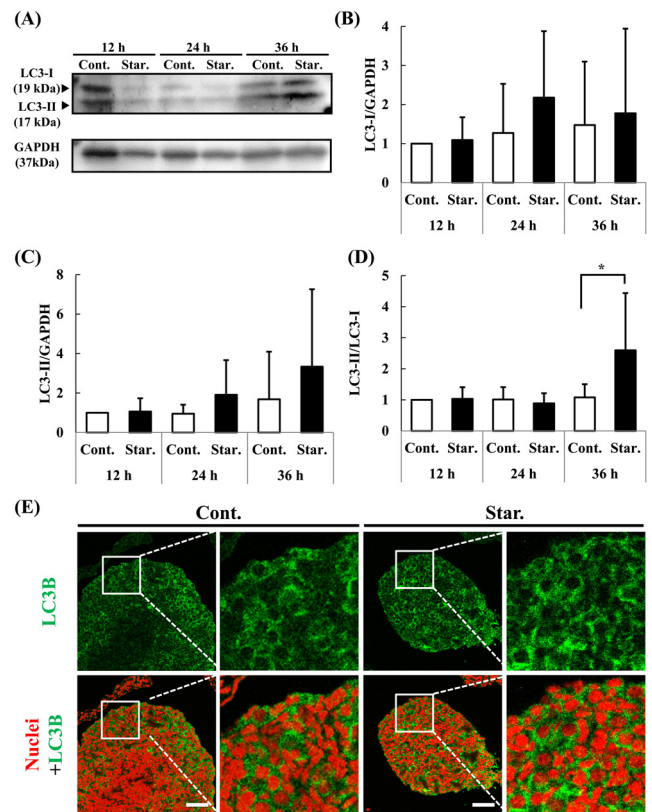 (A)
12 h 24 h 36 h
Cont. Star. Cont. Star. Cont. Star.
LC3-I
(19 kDa)
LC3-II
(17 kDa)
GAPDH
(37kDa)
(B)
LC3-I/GAPDH
4
3
2
1
0
Cont. Star. Cont. Star. Cont. Star.
12 h 24 h 36 h
(C)
LC3-II/GAPDH
8
6
4
2
0
Cont. Star. Cont. Star. Cont. Star.
12 h 24 h 36 h
(D)
LC3-II/LC3-I
5
4
3
2
1
0
*
Cont. Star. Cont. Star. Cont. Star.
12 h 24 h 36 h
(E)
Cont. Star.
LC3B
Nuclei
+LC3B